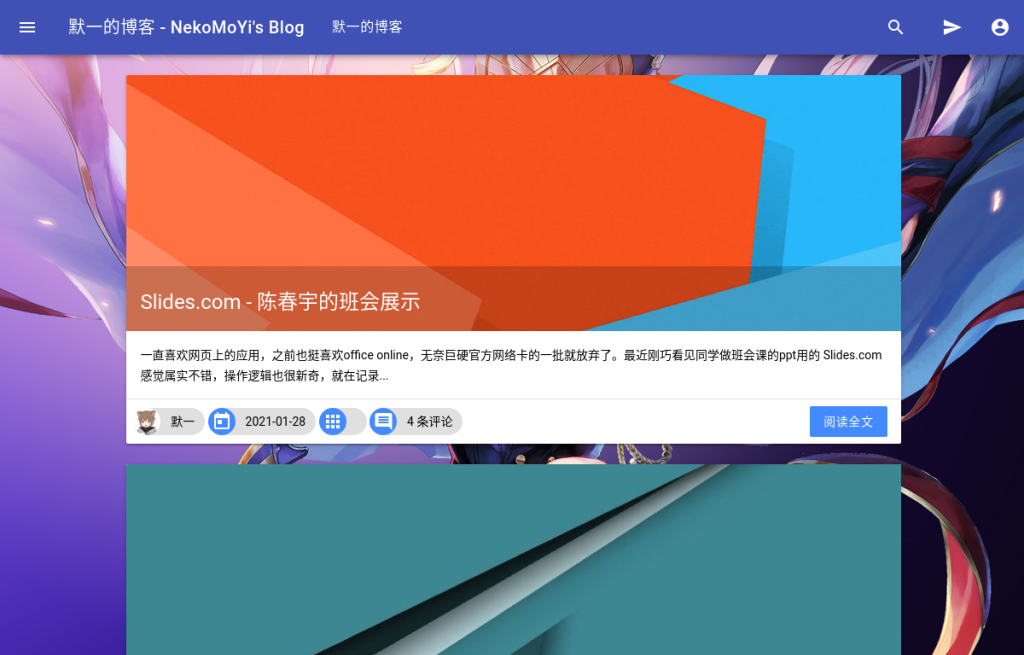 默一的博客 - NekoMoYi's Blog 默一的博客
Slides.com - 陈春宇的班会展示
一直喜欢网页上的应用，之前也挺喜欢office online，无奈巨硬官方网络卡的一批就放弃了。最近刚巧看见同学做班会课的ppt用的 Slides.com
感觉属实不错，操作逻辑也很新奇，就在记录...
默一 2021-01-28 4 条评论 阅读全文